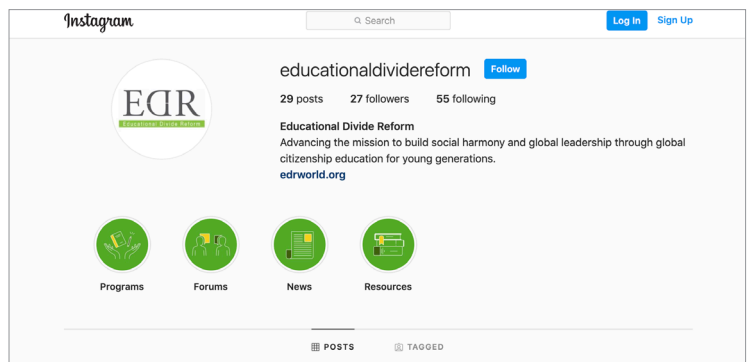 Instagram
Search
Log In
Sign Up
EDR
Educational Divide Reform
educationaldividereform
Follow
29 posts
27 followers
55 following
Educational Divide Reform
Advancing the mission to build social harmony and global leadership through global
citizenship education for young generations.
edrworld.org
Programs
Forums
News
Resources
POSTS
TAGGED